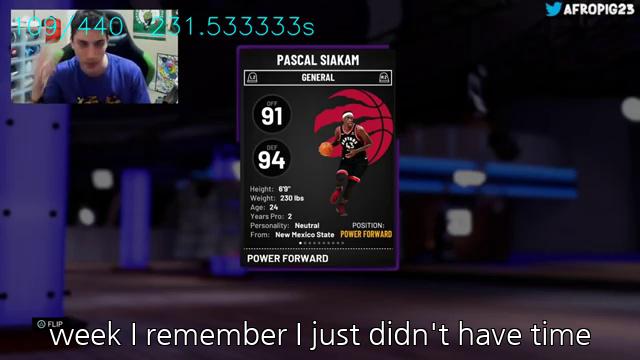 109/440 -231.533333s
AFROPIG23
PASCAL SIAKAM
GENERAL
OFF
91
DEF
94
Height: 6'9"
Weight: 230 lbs
Age: 24
Years Pro: 2
Personality: Neutral
From: New Mexico State
POSITION:
POWER FORWARD
POWER FORWARD
FLIP
week I remember I just didn't have time